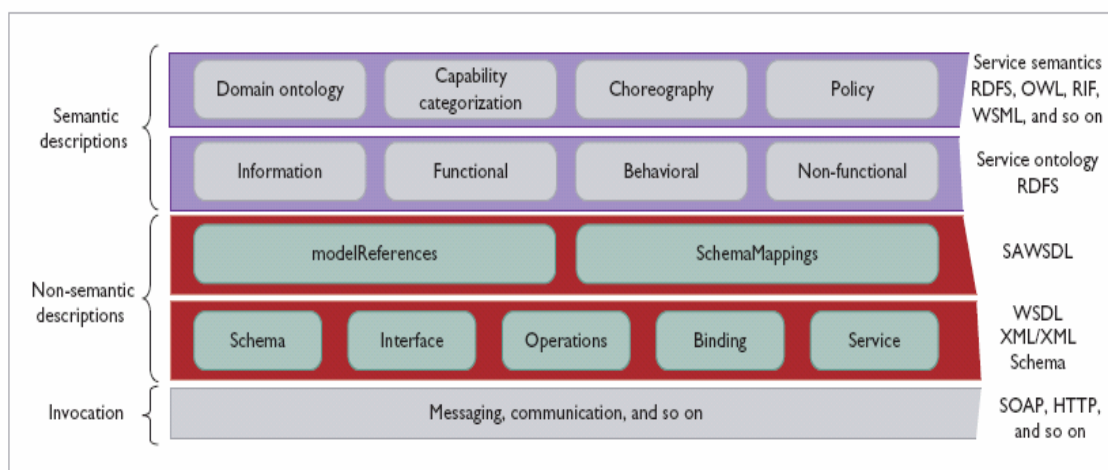 Semantic
descriptions
Domain ontology
Capability
categorization
Choreography
Policy
Service semantics
RDFS, OWL, RIF,
WSML, and so on
Information
Functional
Behavioral
Non-functional
Service ontology
RDFS
Non-semantic
descriptions
modelReferences
SchemaMappings
SAWSDL
Schema
Interface
Operations
Binding
Service
WSDL
XML/XML
Schema
Invocation
Messaging, communication, and so on
SOAP, HTTP,
and so on